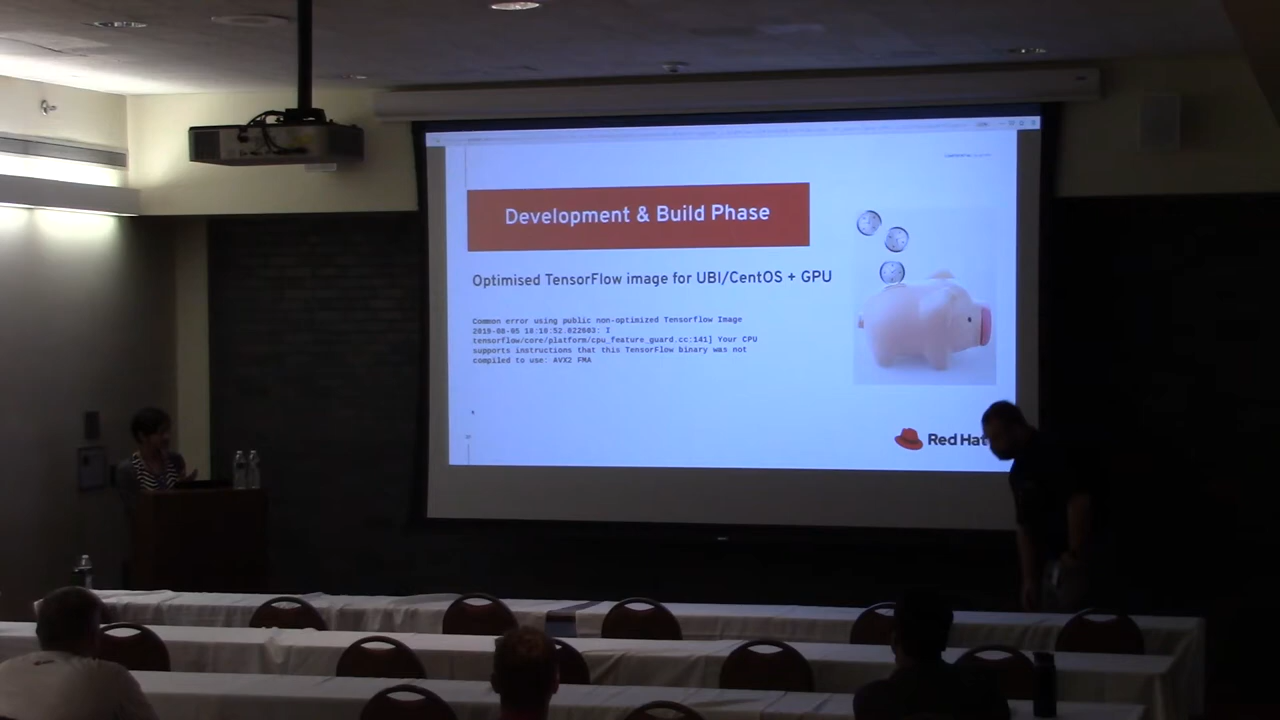 Development & Build Phase
Optimised TensorFlow image for UBI/CentOS + GPU
Common error using public non-optimized Tensorflow Image
2019-08-05 18:10:52.022603: I
tensorflow/core/platform/cpu_feature_guard.cc:141] Your CPU
supports instructions that this TensorFlow binary was not
compiled to use: AVX2 FMA
Red Hat